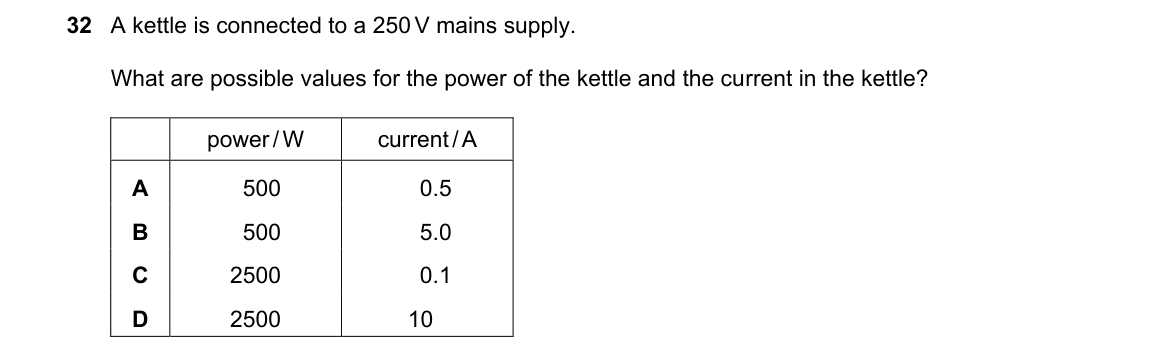 32 A kettle is connected to a 250 V mains supply.
What are possible values for the power of the kettle and the current in the kettle?
power / W current / A
A 500 0.5
B 500 5.0
C 2500 0.1
D 2500 10